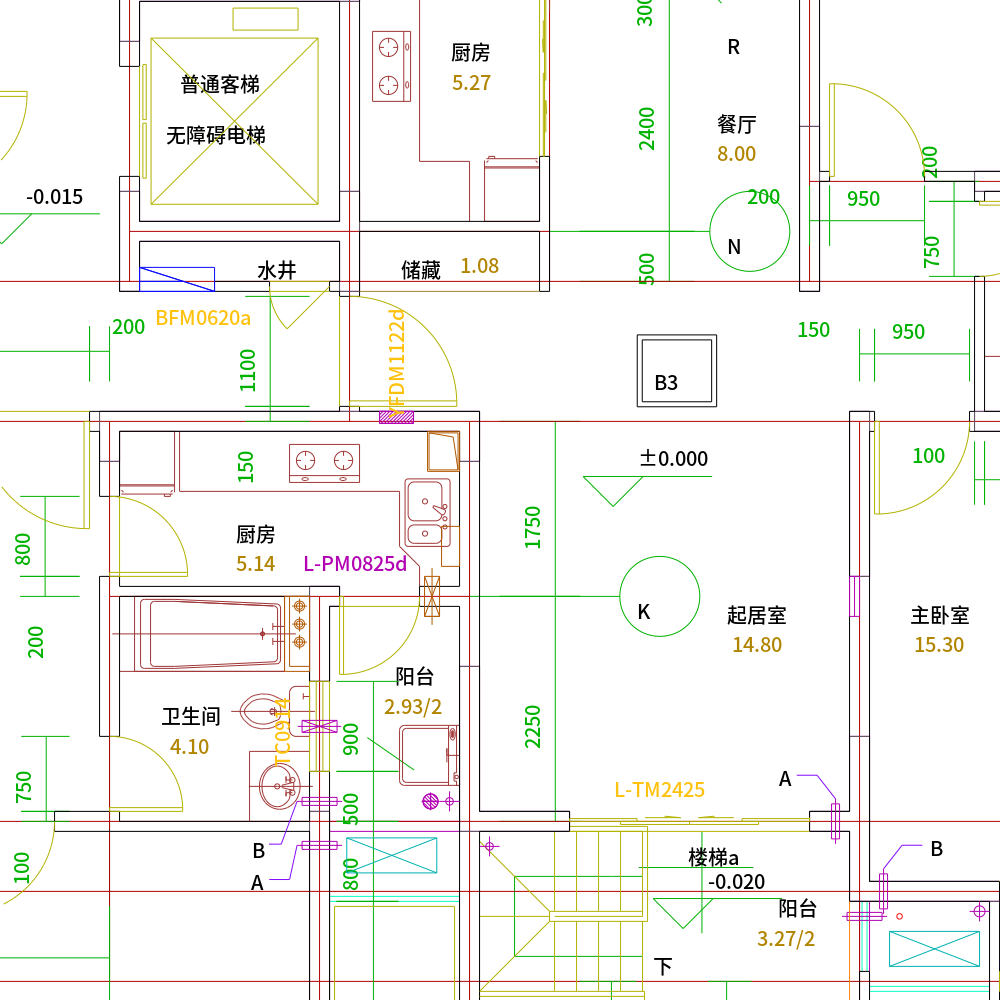 300
R
厨房
5.27
普通客梯
无障碍电梯
2400
餐厅
8.00
200
-0.015
200
950
N
750
水井
储藏
1.08
500
BFM0620a
200
YFDM1122d
150
950
1100
B3
150
±0.000
100
800
厨房
5.14
L-PM0825d
1750
K
起居室
14.80
主卧室
15.30
200
阳台
2.93/2
卫生间
4.10
TC0914
900
2250
750
A
L-TM2425
500
B
A
100
800
楼梯a
-0.020
B
阳台
3.27/2
下